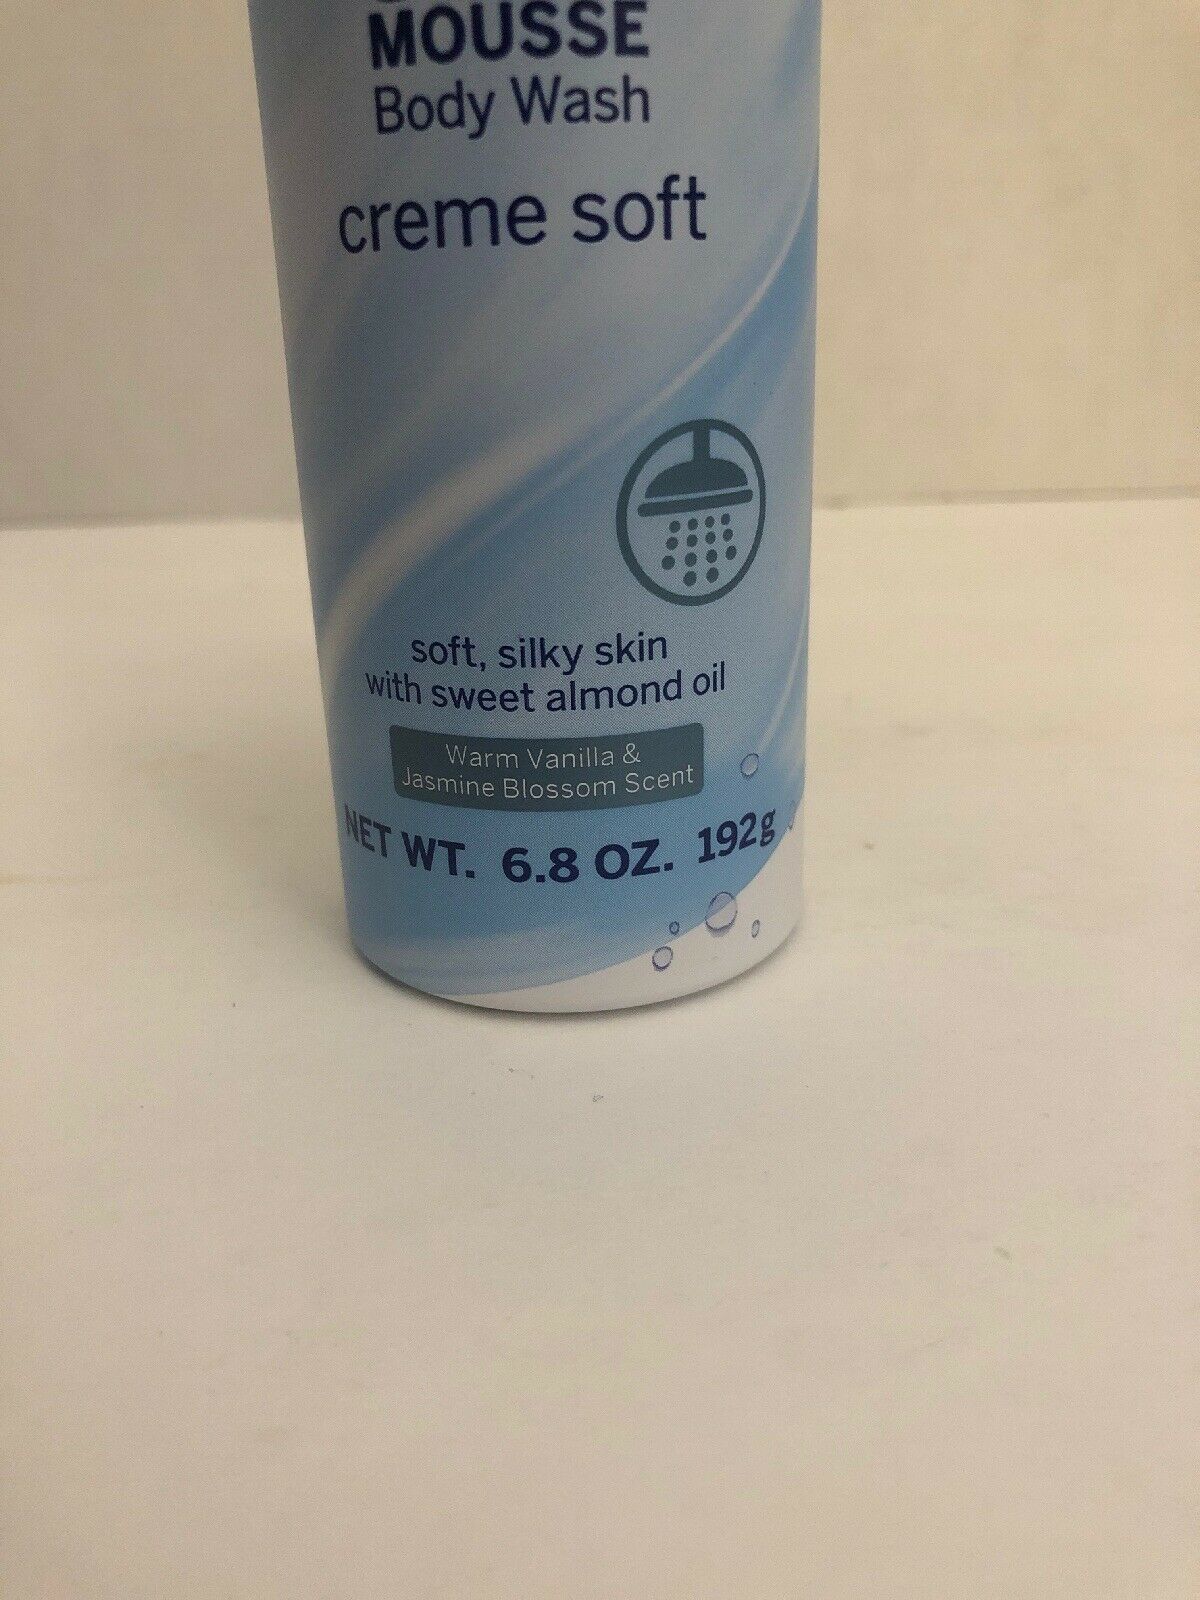 MOUSSE
Body Wash
creme soft
soft, silky skin
with sweet almond oil
Warm Vanilla &
Jasmine Blossom Scent
NET WT. 6.8 OZ. 192g